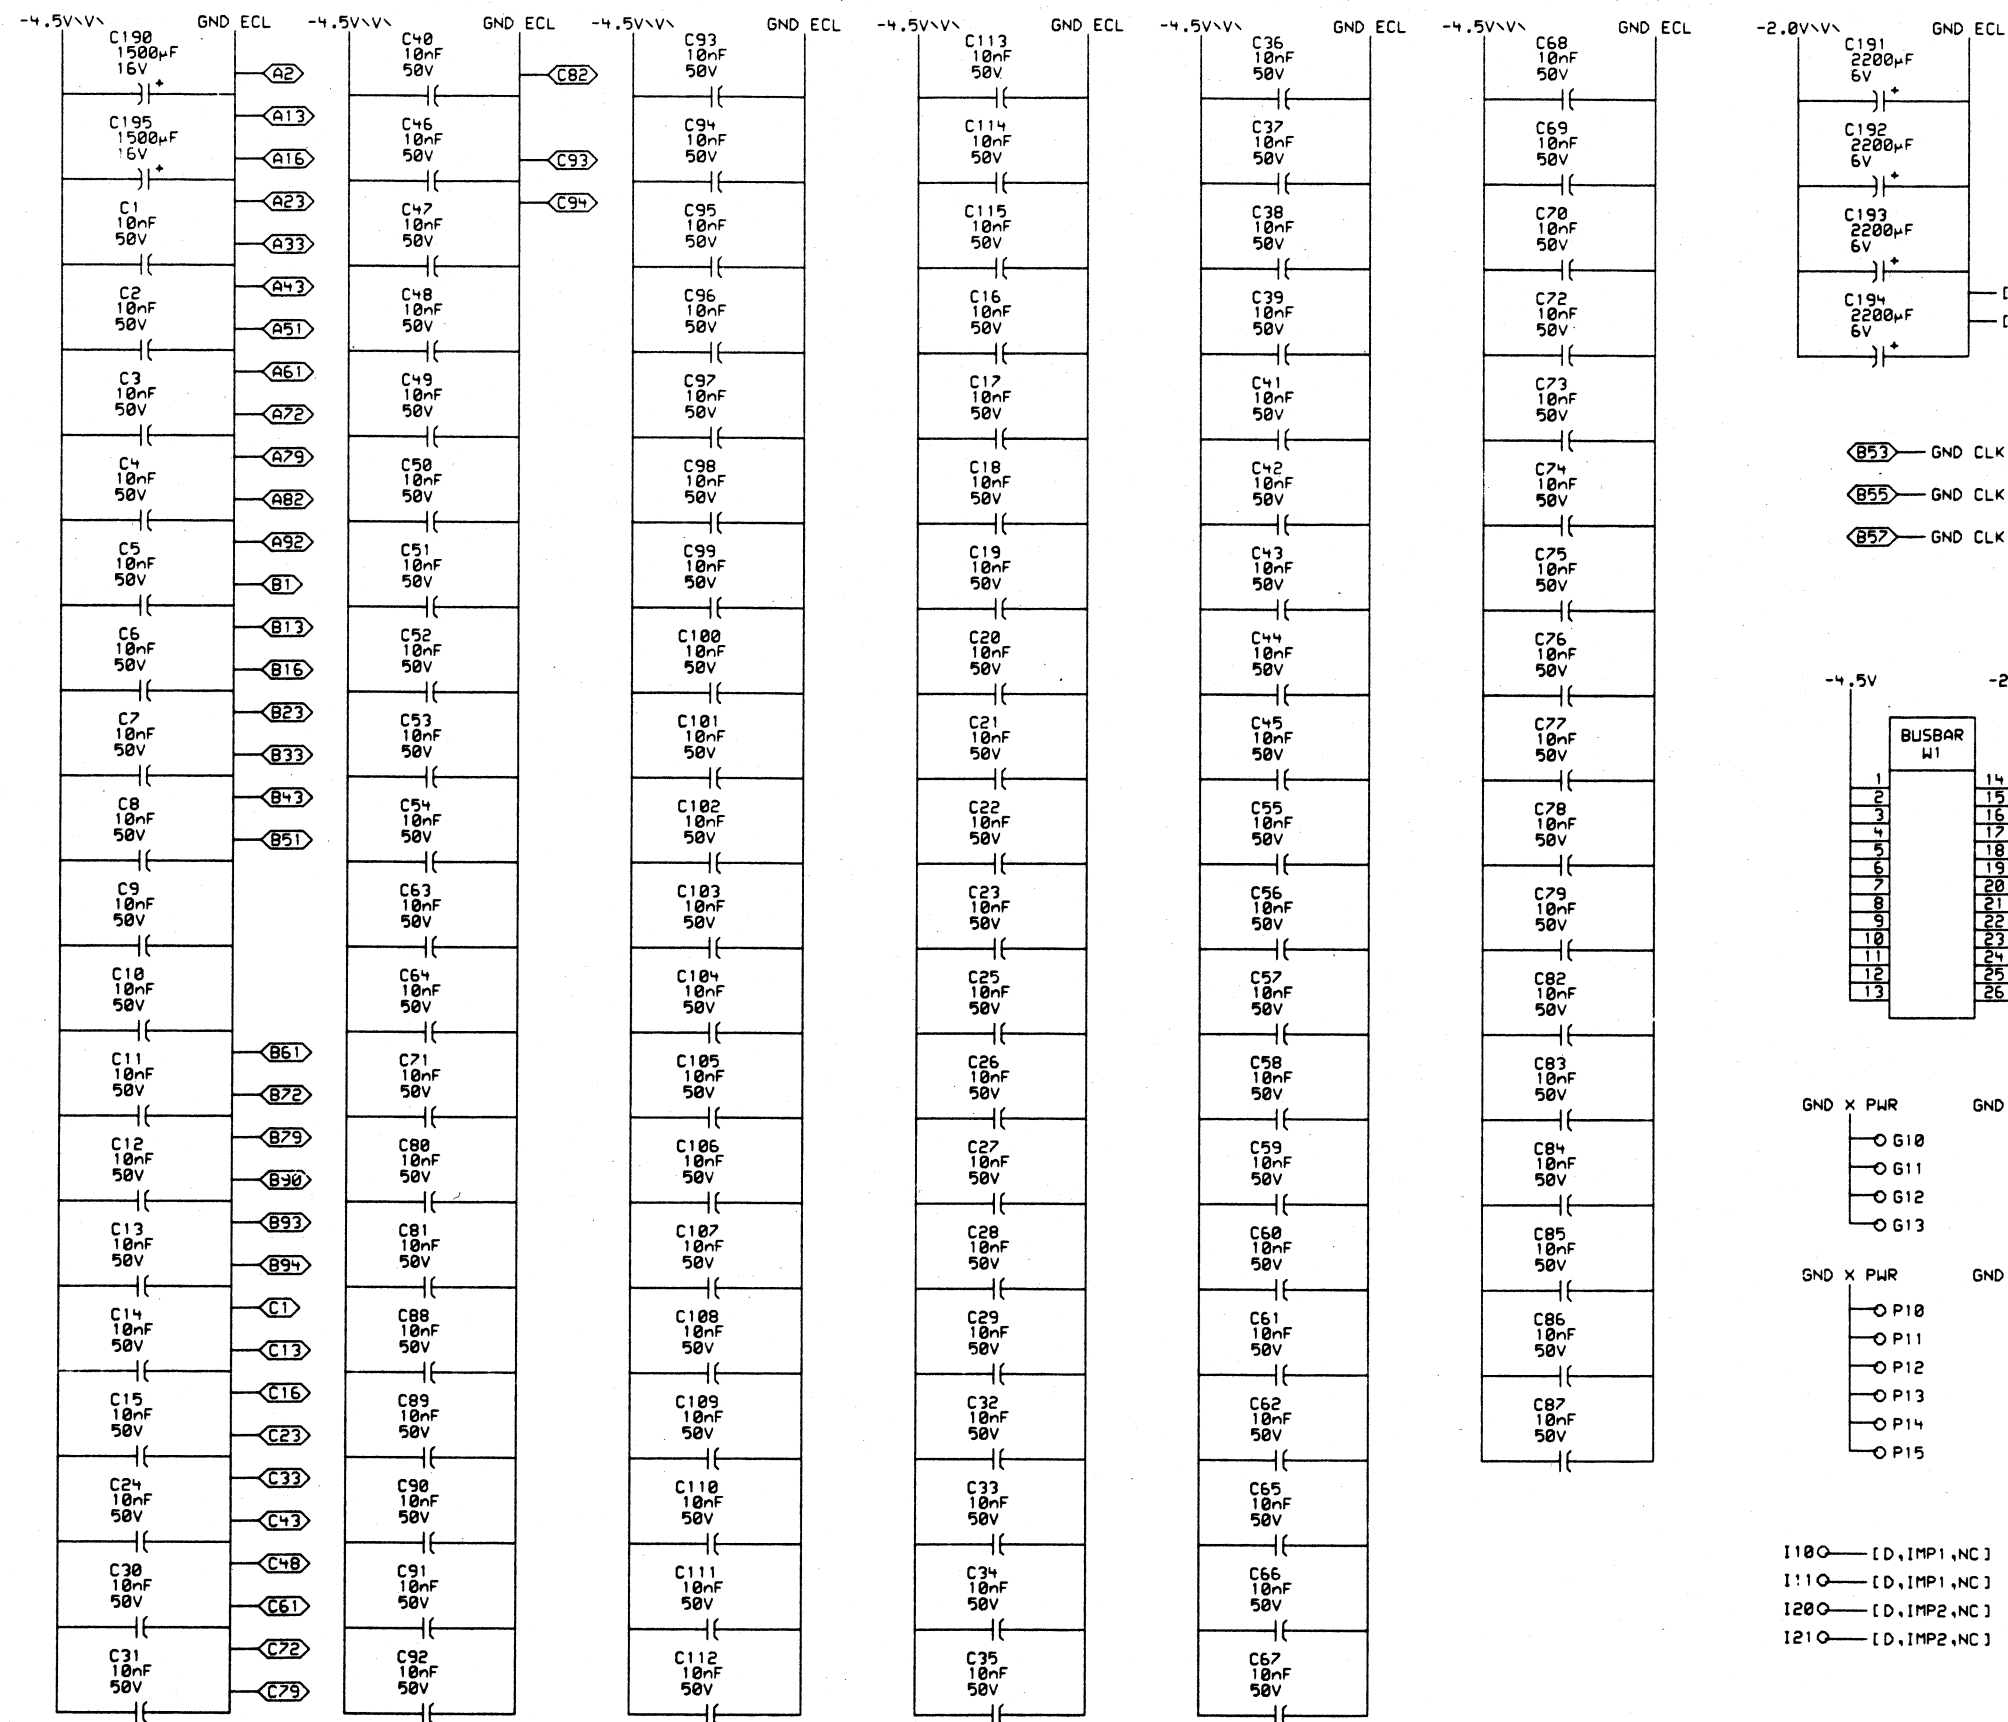 -4.5V\V\ GND ECL
C190
1500µF
16V
C195
1500µF
16V
C1
10nF
50V
C2
10nF
50V
C3
10nF
50V
C4
10nF
50V
C5
10nF
50V
C6
10nF
50V
C7
10nF
50V
C8
10nF
50V
C9
10nF
50V
C10
10nF
50V
C11
10nF
50V
C12
10nF
50V
C13
10nF
50V
C14
10nF
50V
C15
10nF
50V
C24
10nF
50V
C30
10nF
50V
C31
10nF
50V
A2
A13
A16
A23
A33
A43
A51
A61
A72
A79
A82
A92
B1
B13
B16
B23
B33
B43
B51
B61
B72
B79
B90
B93
B94
C1
C13
C16
C23
C33
C43
C48
C61
C72
C79
-4.5V\V\ GND ECL
C40
10nF
50V
C46
10nF
50V
C47
10nF
50V
C48
10nF
50V
C49
10nF
50V
C50
10nF
50V
C51
10nF
50V
C52
10nF
50V
C53
10nF
50V
C54
10nF
50V
C63
10nF
50V
C64
10nF
50V
C71
10nF
50V
C80
10nF
50V
C81
10nF
50V
C88
10nF
50V
C89
10nF
50V
C90
10nF
50V
C91
10nF
50V
C92
10nF
50V
C82
C93
C94
-4.5V\V\ GND ECL
C93
10nF
50V
C94
10nF
50V
C95
10nF
50V
C96
10nF
50V
C97
10nF
50V
C98
10nF
50V
C99
10nF
50V
C100
10nF
50V
C101
10nF
50V
C102
10nF
50V
C103
10nF
50V
C104
10nF
50V
C105
10nF
50V
C106
10nF
50V
C107
10nF
50V
C108
10nF
50V
C109
10nF
50V
C110
10nF
50V
C111
10nF
50V
C112
10nF
50V
-4.5V\V\ GND ECL
C113
10nF
50V
C114
10nF
50V
C115
10nF
50V
C16
10nF
50V
C17
10nF
50V
C18
10nF
50V
C19
10nF
50V
C20
10nF
50V
C21
10nF
50V
C22
10nF
50V
C23
10nF
50V
C25
10nF
50V
C26
10nF
50V
C27
10nF
50V
C28
10nF
50V
C29
10nF
50V
C32
10nF
50V
C33
10nF
50V
C34
10nF
50V
C35
10nF
50V
-4.5V\V\ GND ECL
C36
10nF
50V
C37
10nF
50V
C38
10nF
50V
C39
10nF
50V
C41
10nF
50V
C42
10nF
50V
C43
10nF
50V
C44
10nF
50V
C45
10nF
50V
C55
10nF
50V
C56
10nF
50V
C57
10nF
50V
C58
10nF
50V
C59
10nF
50V
C60
10nF
50V
C61
10nF
50V
C62
10nF
50V
C65
10nF
50V
C66
10nF
50V
C67
10nF
50V
-4.5V\V\ GND ECL
C68
10nF
50V
C69
10nF
50V
C70
10nF
50V
C72
10nF
50V
C73
10nF
50V
C74
10nF
50V
C75
10nF
50V
C76
10nF
50V
C77
10nF
50V
C78
10nF
50V
C79
10nF
50V
C82
10nF
50V
C83
10nF
50V
C84
10nF
50V
C85
10nF
50V
C86
10nF
50V
C87
10nF
50V
-2.0V\V\ GND ECL
C191
2200µF
6V
C192
2200µF
6V
C193
2200µF
6V
C194
2200µF
6V
B53 GND CLK
B55 GND CLK
B57 GND CLK
-4.5V -2
BUSBAR
W1
1 14
2 15
3 16
4 17
5 18
6 19
7 20
8 21
9 22
10 23
11 24
12 25
13 26
GND X PWR GND
G10
G11
G12
G13
GND X PWR GND
P10
P11
P12
P13
P14
P15
I10 [D,IMP1,NC]
I11 [D,IMP1,NC]
I20 [D,IMP2,NC]
I21 [D,IMP2,NC]